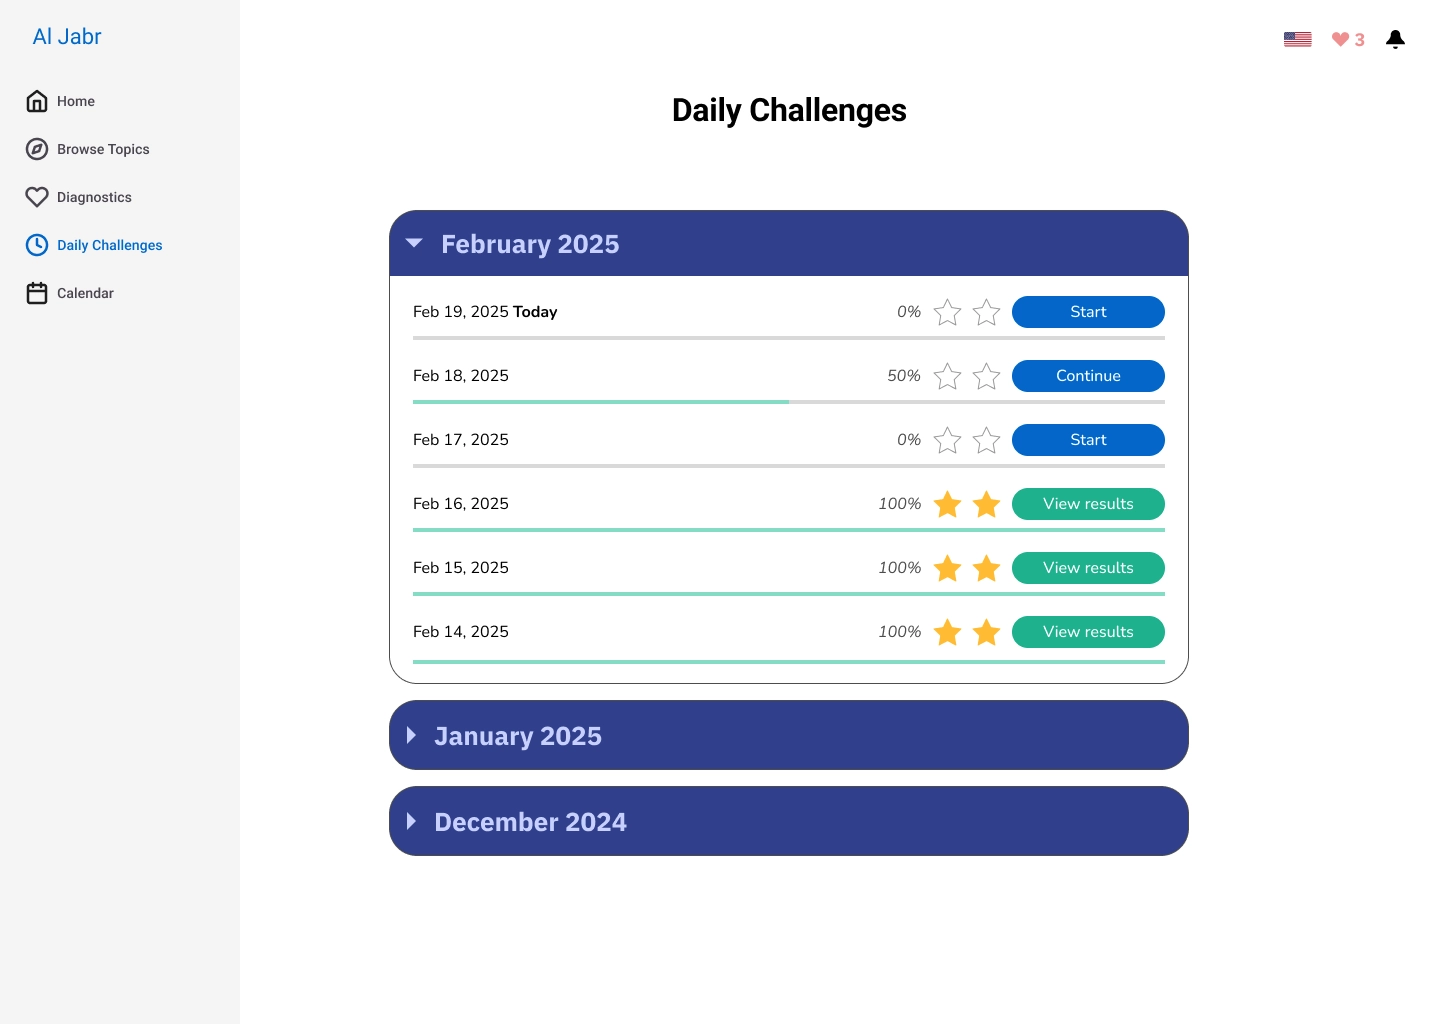 Al Jabr
3
Home
Browse Topics
Diagnostics
Daily Challenges
Calendar
Daily Challenges
February 2025
Feb 19, 2025 Today 0% Start
Feb 18, 2025 50% Continue
Feb 17, 2025 0% Start
Feb 16, 2025 100% View results
Feb 15, 2025 100% View results
Feb 14, 2025 100% View results
January 2025
December 2024